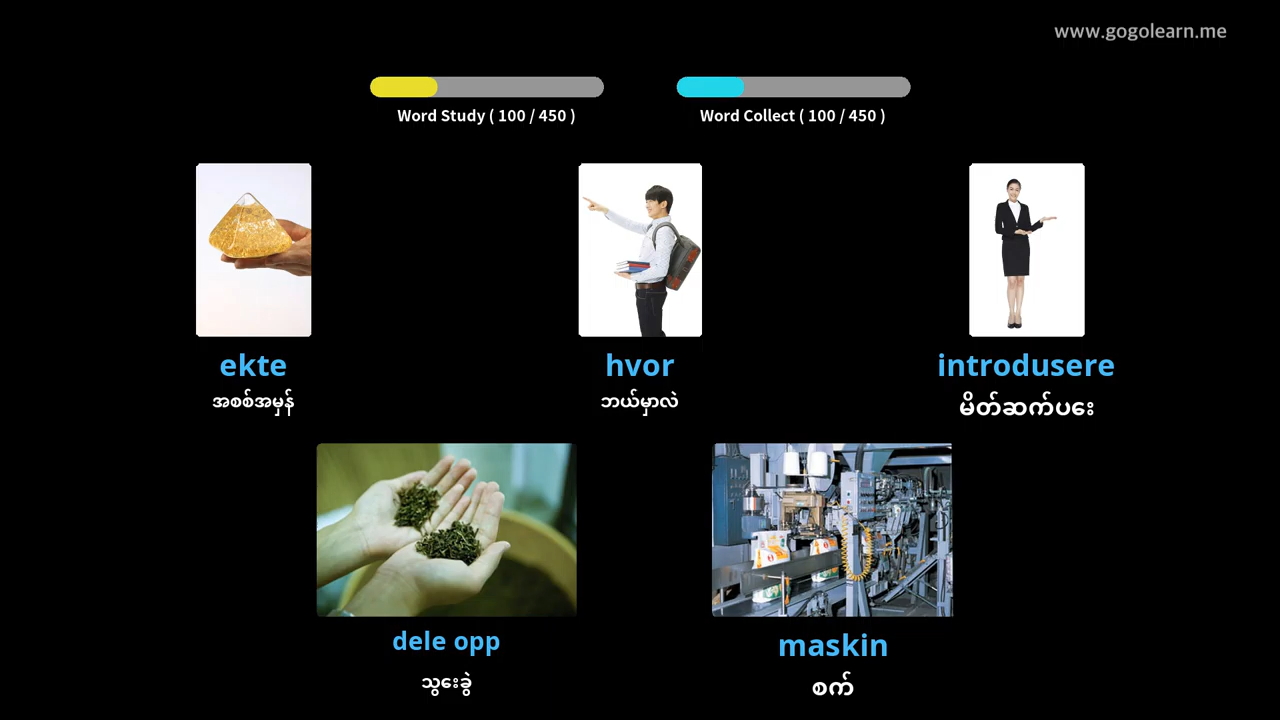 www.gogolearn.me
Word Study ( 100 / 450 )
Word Collect ( 100 / 450 )
ekte
အစစ်အမှန်
hvor
ဘယ်မှာလဲ
introdusere
မိတ်ဆက်ပေး
dele opp
သွေးခွဲ
maskin
စက်